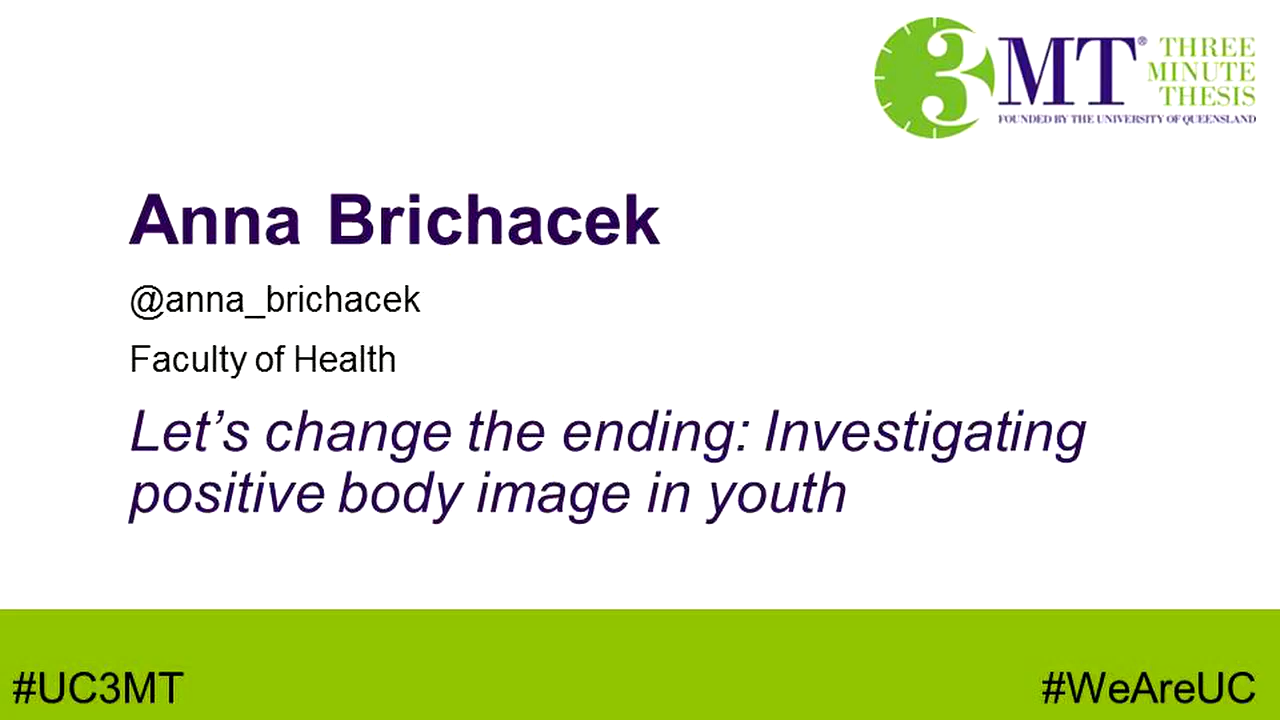 3MT® THREE
MINUTE
THESIS
FOUNDED BY THE UNIVERSITY OF QUEENSLAND
Anna Brichacek
@anna_brichacek
Faculty of Health
Let’s change the ending: Investigating
positive body image in youth
#UC3MT
#WeAreUC